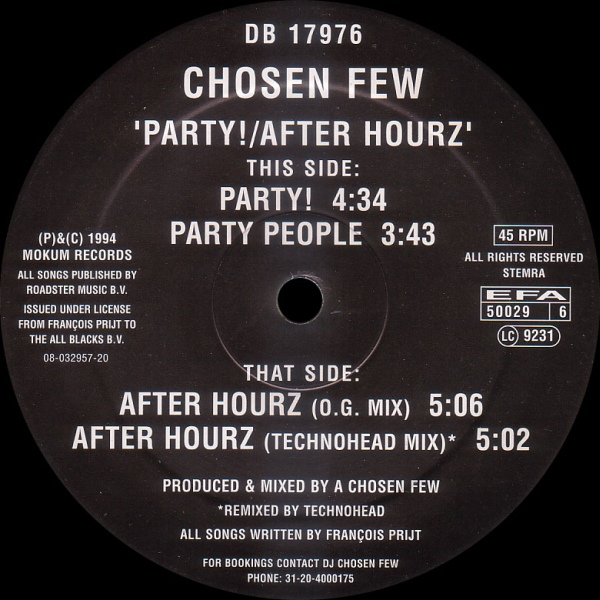 DB 17976
CHOSEN FEW
'PARTY!/AFTER HOURZ'
THIS SIDE:
PARTY! 4:34
PARTY PEOPLE 3:43
(P)&(C) 1994
MOKUM RECORDS
ALL SONGS PUBLISHED BY
ROADSTER MUSIC B.V.
ISSUED UNDER LICENSE
FROM FRANÇOIS PRIJT TO
THE ALL BLACKS B.V.
08-032957-20
45 RPM
ALL RIGHTS RESERVED
STEMRA
EFA
50029 6
LC 9231
THAT SIDE:
AFTER HOURZ (O.G. MIX) 5:06
AFTER HOURZ (TECHNOHEAD MIX)* 5:02
PRODUCED & MIXED BY A CHOSEN FEW
*REMIXED BY TECHNOHEAD
ALL SONGS WRITTEN BY FRANÇOIS PRIJT
FOR BOOKINGS CONTACT DJ CHOSEN FEW
PHONE: 31-20-4000175